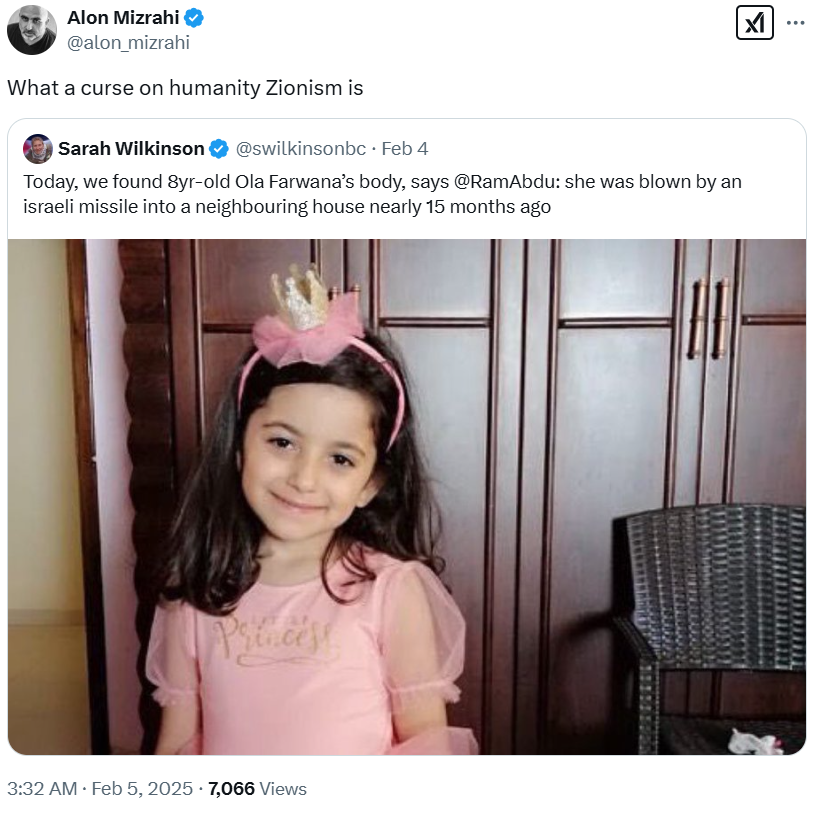 Alon Mizrahi
@alon_mizrahi
What a curse on humanity Zionism is
Sarah Wilkinson @swilkinsonbc · Feb 4
Today, we found 8yr-old Ola Farwana’s body, says @RamAbdu: she was blown by an
israeli missile into a neighbouring house nearly 15 months ago
Princess
3:32 AM · Feb 5, 2025 · 7,066 Views